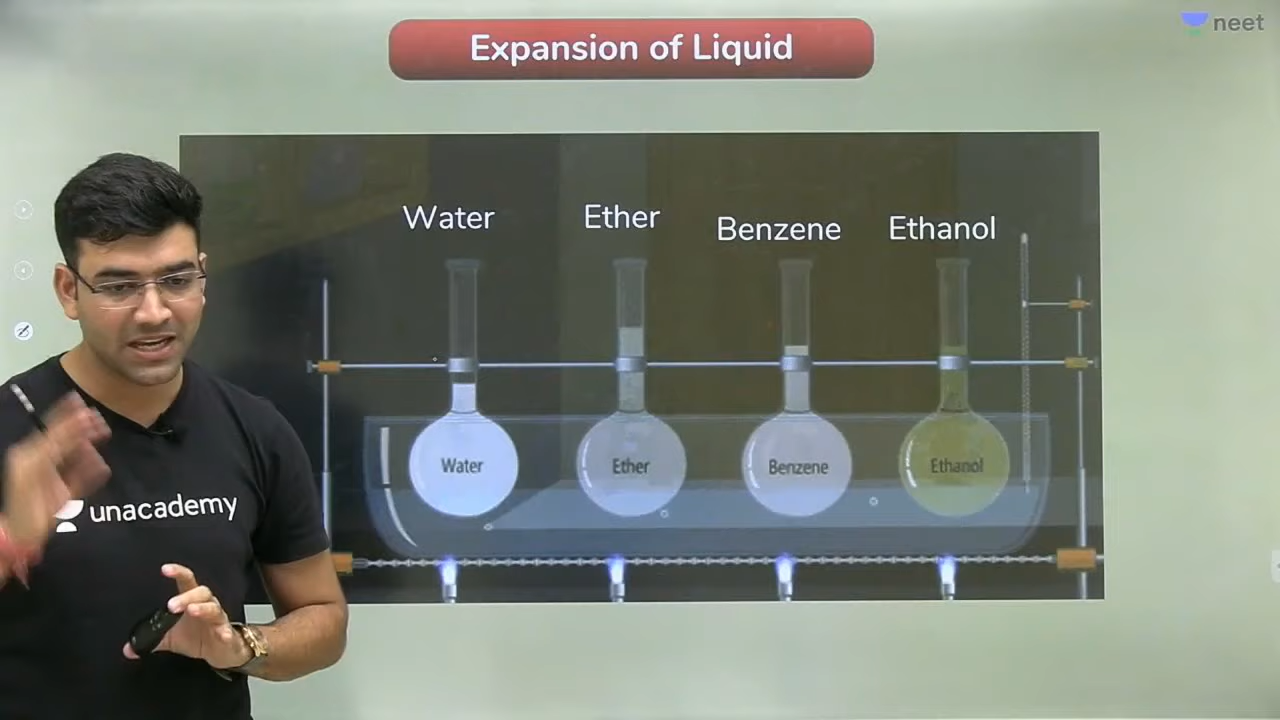 neet
Expansion of Liquid
Water
Ether
Benzene
Ethanol
Water
Ether
Benzene
Ethanol
unacademy